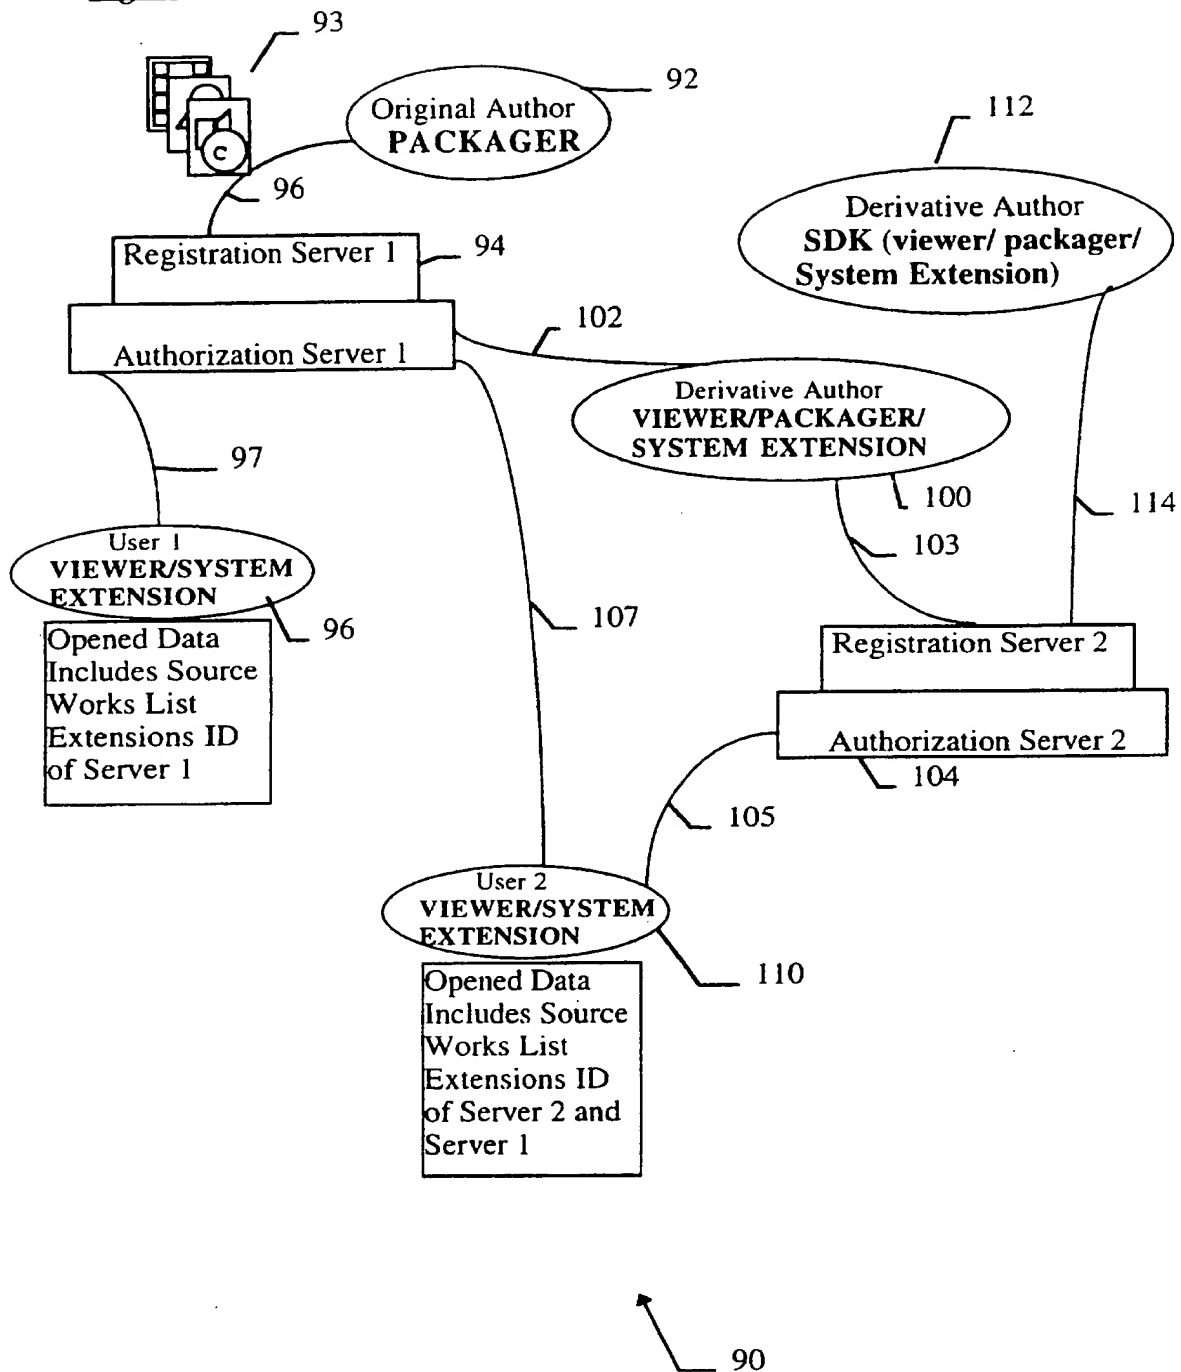 93
92
Original Author
PACKAGER
112
C
96
Derivative Author
SDK (viewer/ packager/
System Extension)
Registration Server 1
94
102
Authorization Server 1
Derivative Author
VIEWER/PACKAGER/
SYSTEM EXTENSION
97
100
114
103
User 1
VIEWER/SYSTEM
EXTENSION
96
107
Opened Data
Includes Source
Works List
Extensions ID
of Server 1
Registration Server 2
Authorization Server 2
104
105
User 2
VIEWER/SYSTEM
EXTENSION
110
Opened Data
Includes Source
Works List
Extensions ID
of Server 2 and
Server 1
90